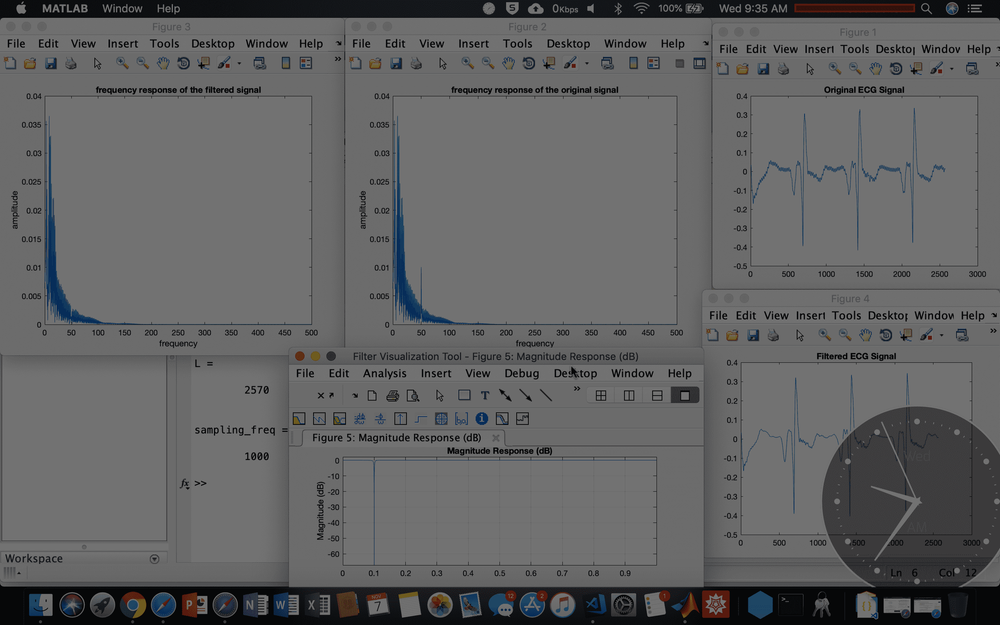 MATLAB Window Help
0Kbps 100% Wed 9:35 AM
Figure 3
File Edit View Insert Tools Desktop Window Help
frequency response of the filtered signal
0.04
0.035
0.03
0.025
0.02
0.015
0.01
0.005
0
amplitude
0 50 100 150 200 250 300 350 400 450 500
frequency
Figure 2
File Edit View Insert Tools Desktop Window Help
frequency response of the original signal
0.04
0.035
0.03
0.025
0.02
0.015
0.01
0.005
0
amplitude
0 50 100 150 200 250 300 350 400 450 500
frequency
Figure 1
File Edit View Insert Tools Desktop Window Help
Original ECG Signal
0.4
0.3
0.2
0.1
0
-0.1
-0.2
-0.3
-0.4
-0.5
0 500 1000 1500 2000 2500 3000
Figure 4
File Edit View Insert Tools Desktop Window Help
Filtered ECG Signal
0.4
0.3
0.2
0.1
0
-0.1
-0.2
-0.3
-0.4
-0.5
0 500 1000 1500 2000 2500 3000
L =
2570
sampling_freq =
1000
fx >>
Workspace
Filter Visualization Tool - Figure 5: Magnitude Response (dB)
File Edit Analysis Insert View Debug Desktop Window Help
Figure 5: Magnitude Response (dB)
Magnitude Response (dB)
0
-10
-20
-30
-40
-50
-60
Magnitude (dB)
0 0.1 0.2 0.3 0.4 0.5 0.6 0.7 0.8 0.9
Wed
AM
Ln 6 Col 12
NOV
7